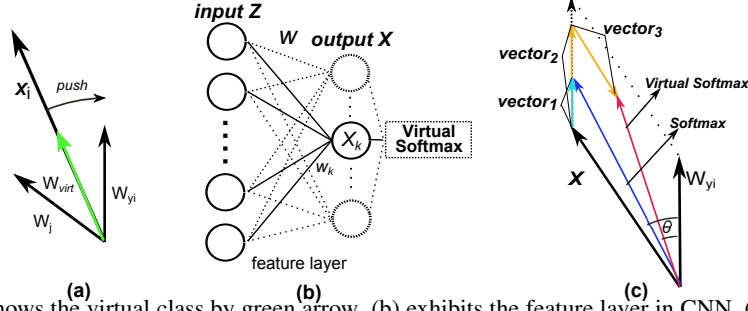 x_i
push
W_virt
W_j
W_yi
(a)
input Z
W
output X
X_k
w_k
Virtual
Softmax
feature layer
(b)
vector_3
vector_2
vector_1
Virtual Softmax
Softmax
X
W_yi
θ
(c)
the virtual class by green arrow. (b) exhibits the feature layer in CNN.